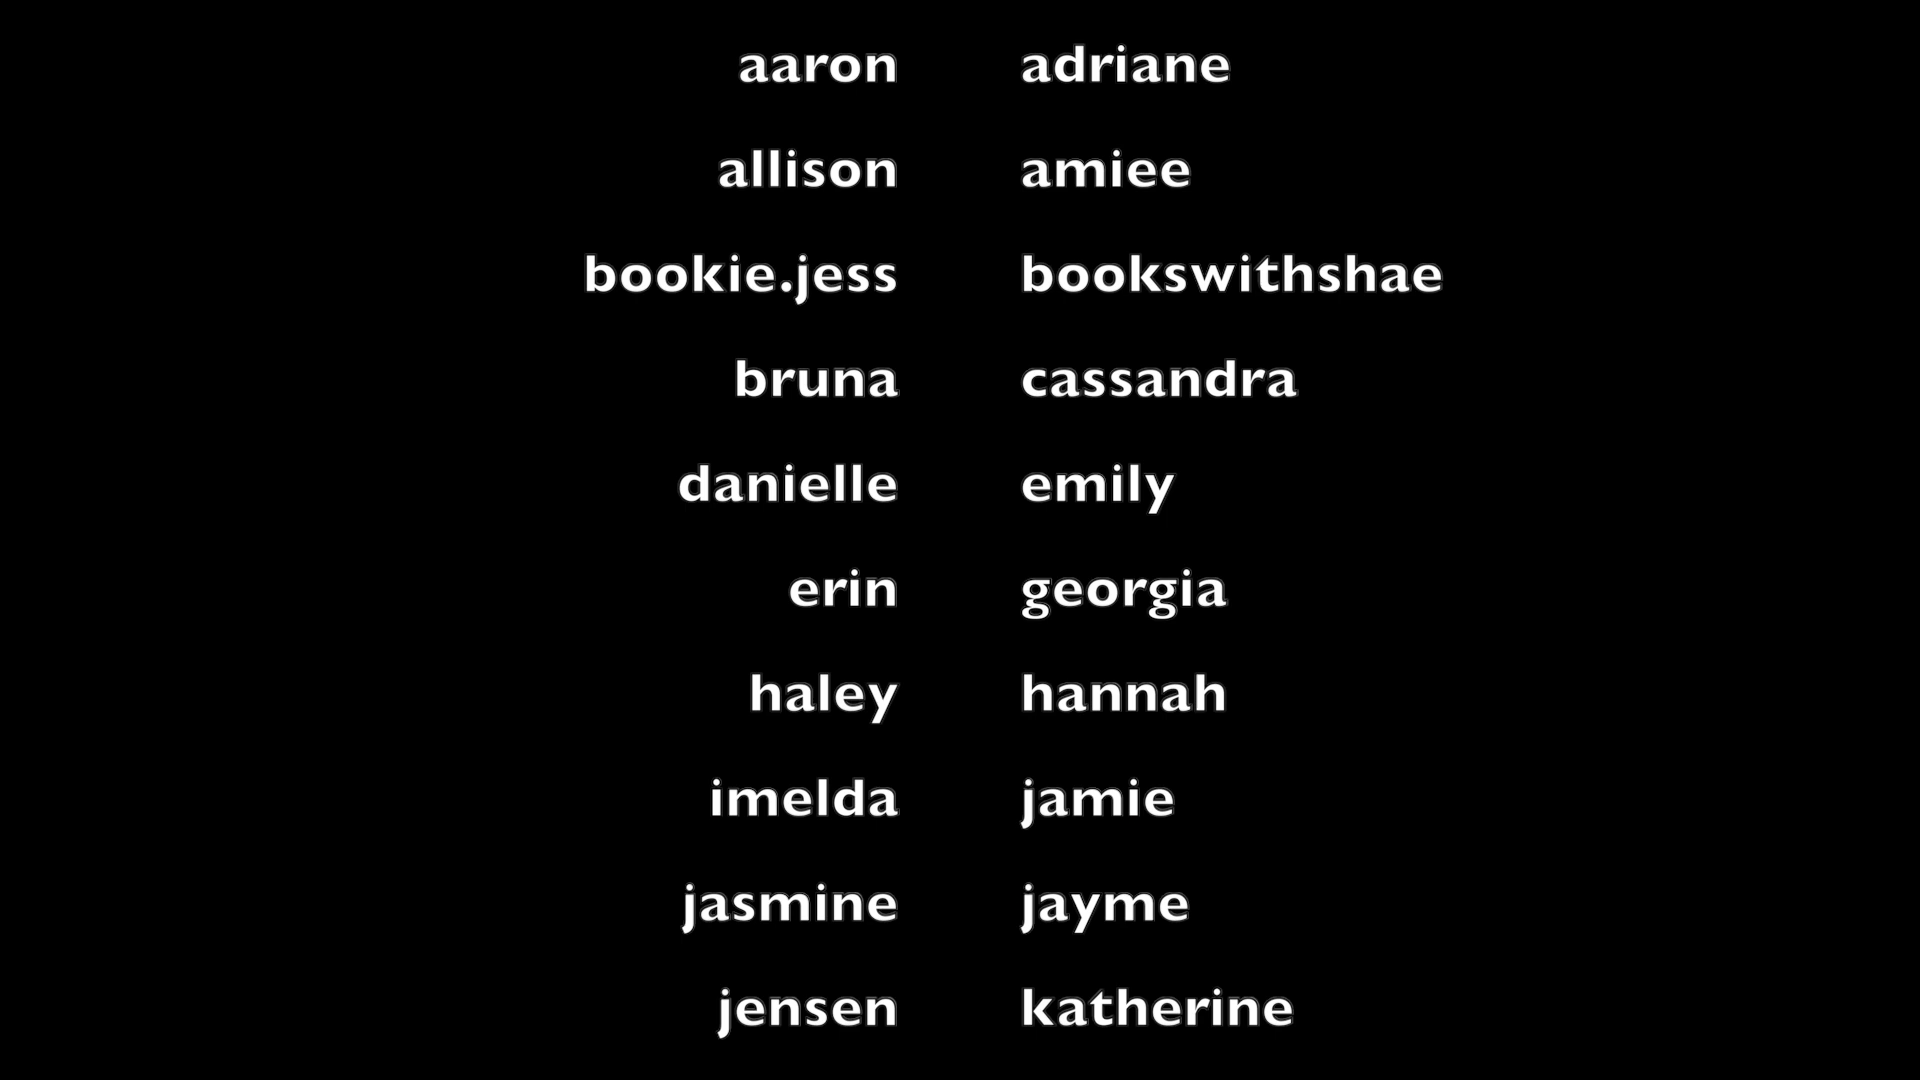 aaron adriane
allison amiee
bookie.jess bookswithshae
bruna cassandra
danielle emily
erin georgia
haley hannah
imelda jamie
jasmine jayme
jensen katherine